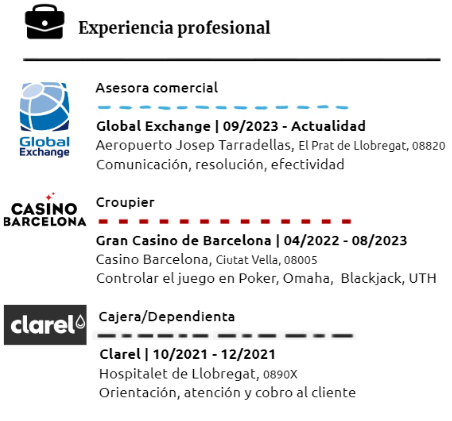 Experiencia profesional
Asesora comercial
Global Exchange
Global Exchange | 09/2023 - Actualidad
Aeropuerto Josep Tarradellas, El Prat de Llobregat, 08820
Comunicación, resolución, efectividad
Croupier
CASINO
BARCELONA
Gran Casino de Barcelona | 04/2022 - 08/2023
Casino Barcelona, Ciutat Vella, 08005
Controlar el juego en Poker, Omaha, Blackjack, UTH
Cajera/Dependienta
clarel
Clarel | 10/2021 - 12/2021
Hospitalet de Llobregat, 0890X
Orientación, atención y cobro al cliente